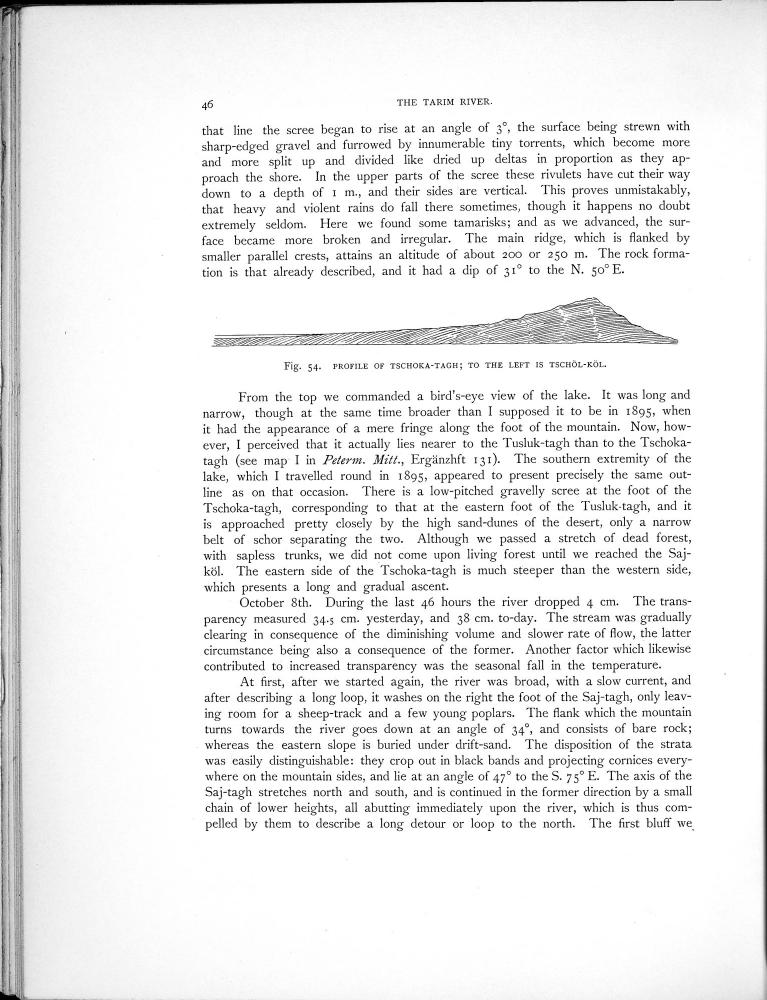 46
THE TARIM RIVER.
that line the scree began to rise at an angle of 3°, the surface being strewn with
sharp-edged gravel and furrowed by innumerable tiny torrents, which become more
and more split up and divided like dried up deltas in proportion as they ap-
proach the shore. In the upper parts of the scree these rivulets have cut their way
down to a depth of 1 m., and their sides are vertical. This proves unmistakably,
that heavy and violent rains do fall there sometimes, though it happens no doubt
extremely seldom. Here we found some tamarisks; and as we advanced, the sur-
face became more broken and irregular. The main ridge, which is flanked by
smaller parallel crests, attains an altitude of about 200 or 250 m. The rock forma-
tion is that already described, and it had a dip of 31° to the N. 50° E.
Fig. 54. PROFILE OF TSCHOKA-TAGH; TO THE LEFT IS TSCHÖL-KÖL.
From the top we commanded a bird's-eye view of the lake. It was long and
narrow, though at the same time broader than I supposed it to be in 1895, when
it had the appearance of a mere fringe along the foot of the mountain. Now, how-
ever, I perceived that it actually lies nearer to the Tusluk-tagh than to the Tschoka-
tagh (see map I in Peterm. Mitt., Ergänzhft 131). The southern extremity of the
lake, which I travelled round in 1895, appeared to present precisely the same out-
line as on that occasion. There is a low-pitched gravelly scree at the foot of the
Tschoka-tagh, corresponding to that at the eastern foot of the Tusluk-tagh, and it
is approached pretty closely by the high sand-dunes of the desert, only a narrow
belt of schor separating the two. Although we passed a stretch of dead forest,
with sapless trunks, we did not come upon living forest until we reached the Saj-
köl. The eastern side of the Tschoka-tagh is much steeper than the western side,
which presents a long and gradual ascent.
October 8th. During the last 46 hours the river dropped 4 cm. The trans-
parency measured 34.5 cm. yesterday, and 38 cm. to-day. The stream was gradually
clearing in consequence of the diminishing volume and slower rate of flow, the latter
circumstance being also a consequence of the former. Another factor which likewise
contributed to increased transparency was the seasonal fall in the temperature.
At first, after we started again, the river was broad, with a slow current, and
after describing a long loop, it washes on the right the foot of the Saj-tagh, only leav-
ing room for a sheep-track and a few young poplars. The flank which the mountain
turns towards the river goes down at an angle of 34°, and consists of bare rock;
whereas the eastern slope is buried under drift-sand. The disposition of the strata
was easily distinguishable: they crop out in black bands and projecting cornices every-
where on the mountain sides, and lie at an angle of 47° to the S. 75° E. The axis of the
Saj-tagh stretches north and south, and is continued in the former direction by a small
chain of lower heights, all abutting immediately upon the river, which is thus com-
pelled by them to describe a long detour or loop to the north. The first bluff we